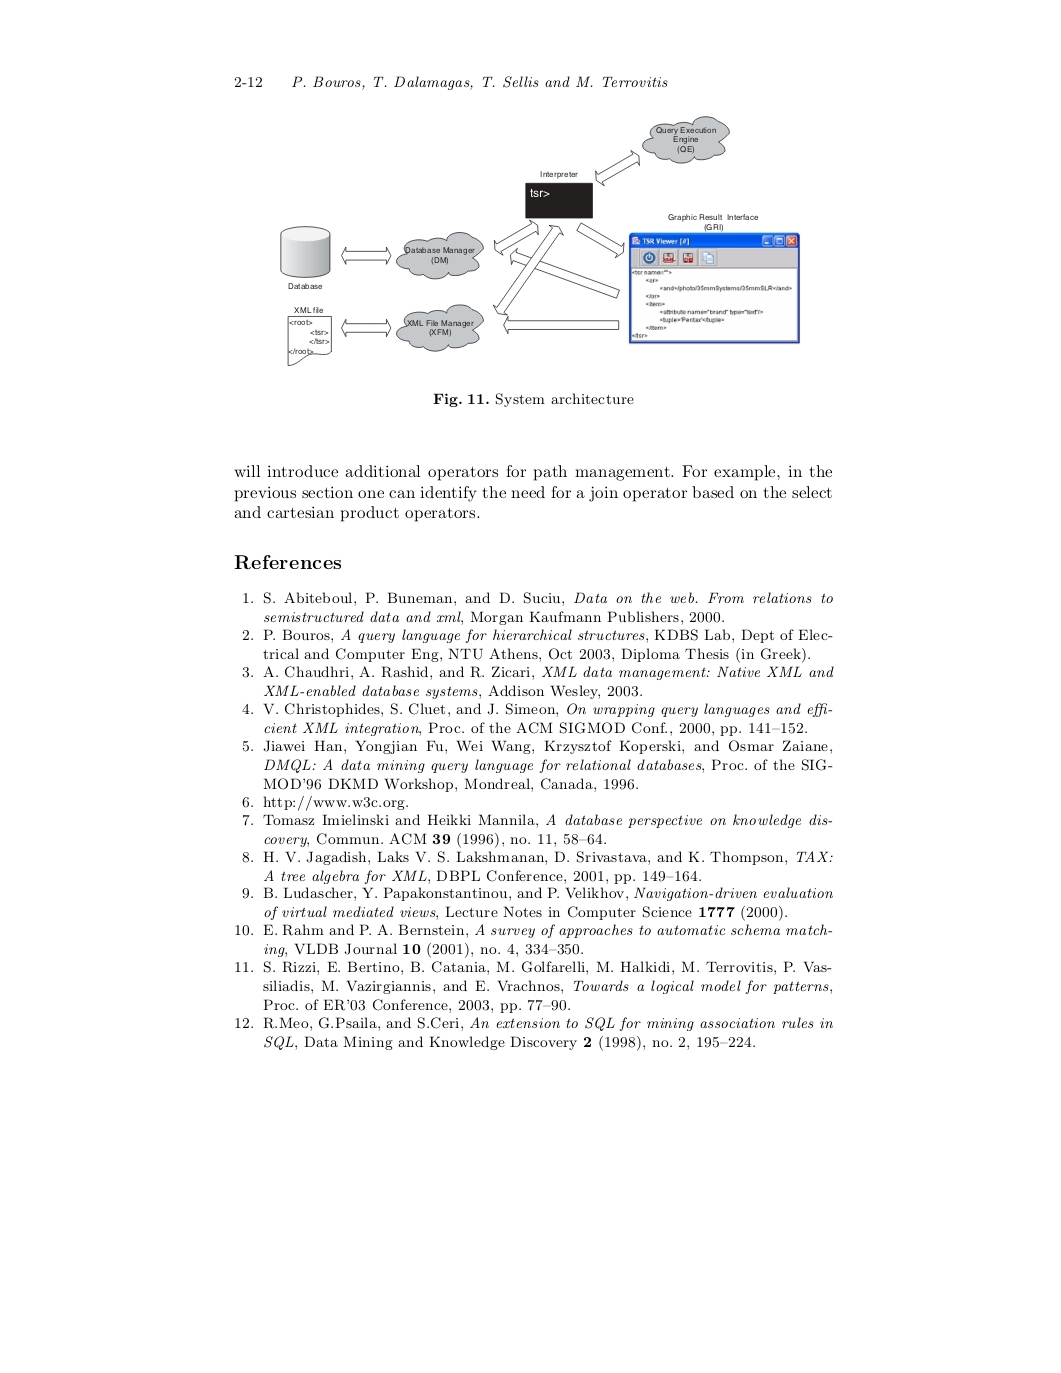 2-12 P. Bouros, T. Dalamagas, T. Sellis and M. Terrovitis
Query Execution
Engine
(QE)
Interpreter
tsr>
Graphic Result Interface
(GRI)
TSR Viewer [#]
<tsr name="">
<or>
<and>/photo/35mmSystems/35mmSLR</and>
</or>
<item>
<attribute name="brand" type="text"/>
<tuple>'Pentax'</tuple>
</item>
</tsr>
Database Manager
(DM)
Database
XML file
<root>
<tsr>
</tsr>
</root>
XML File Manager
(XFM)
Fig. 11. System architecture
will introduce additional operators for path management. For example, in the
previous section one can identify the need for a join operator based on the select
and cartesian product operators.
References
1. S. Abiteboul, P. Buneman, and D. Suciu, Data on the web. From relations to
semistructured data and xml, Morgan Kaufmann Publishers, 2000.
2. P. Bouros, A query language for hierarchical structures, KDBS Lab, Dept of Elec-
trical and Computer Eng, NTU Athens, Oct 2003, Diploma Thesis (in Greek).
3. A. Chaudhri, A. Rashid, and R. Zicari, XML data management: Native XML and
XML-enabled database systems, Addison Wesley, 2003.
4. V. Christophides, S. Cluet, and J. Simeon, On wrapping query languages and effi-
cient XML integration, Proc. of the ACM SIGMOD Conf., 2000, pp. 141–152.
5. Jiawei Han, Yongjian Fu, Wei Wang, Krzysztof Koperski, and Osmar Zaiane,
DMQL: A data mining query language for relational databases, Proc. of the SIG-
MOD'96 DKMD Workshop, Mondreal, Canada, 1996.
6. http://www.w3c.org.
7. Tomasz Imielinski and Heikki Mannila, A database perspective on knowledge dis-
covery, Commun. ACM 39 (1996), no. 11, 58–64.
8. H. V. Jagadish, Laks V. S. Lakshmanan, D. Srivastava, and K. Thompson, TAX:
A tree algebra for XML, DBPL Conference, 2001, pp. 149–164.
9. B. Ludascher, Y. Papakonstantinou, and P. Velikhov, Navigation-driven evaluation
of virtual mediated views, Lecture Notes in Computer Science 1777 (2000).
10. E. Rahm and P. A. Bernstein, A survey of approaches to automatic schema match-
ing, VLDB Journal 10 (2001), no. 4, 334–350.
11. S. Rizzi, E. Bertino, B. Catania, M. Golfarelli, M. Halkidi, M. Terrovitis, P. Vas-
siliadis, M. Vazirgiannis, and E. Vrachnos, Towards a logical model for patterns,
Proc. of ER'03 Conference, 2003, pp. 77–90.
12. R.Meo, G.Psaila, and S.Ceri, An extension to SQL for mining association rules in
SQL, Data Mining and Knowledge Discovery 2 (1998), no. 2, 195–224.